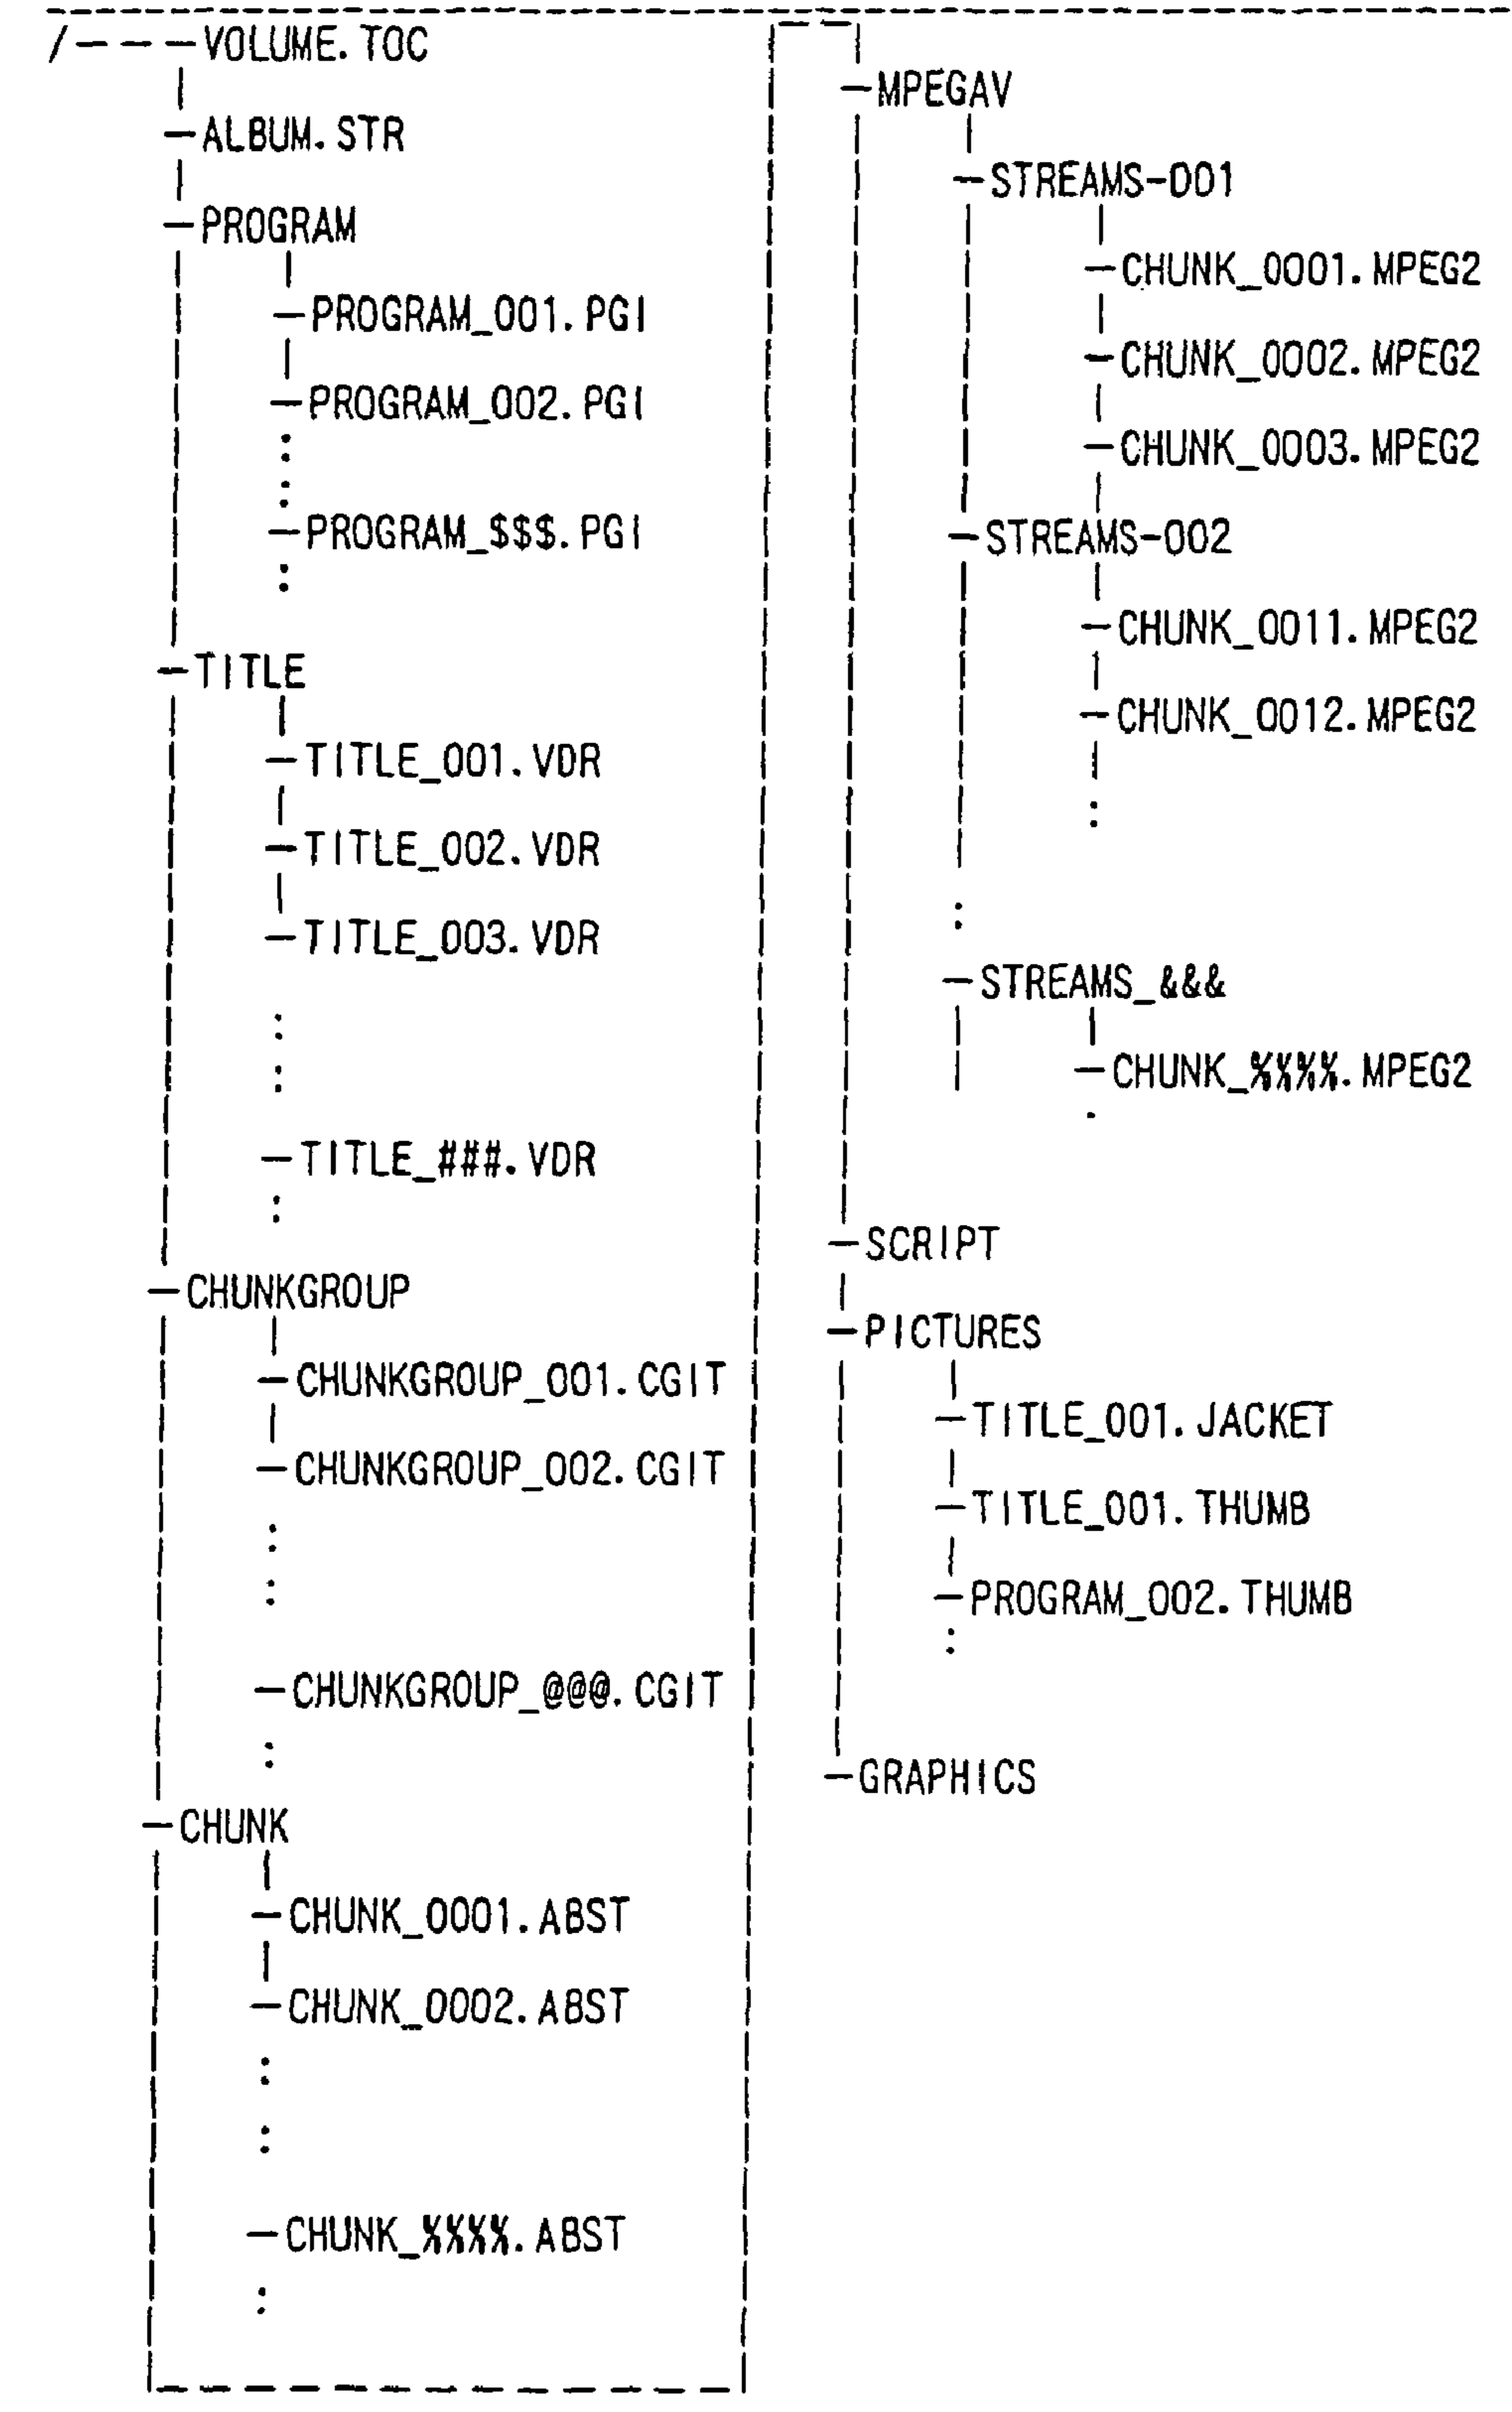 /---VOLUME.TOC
ALBUM.STR
PROGRAM
PROGRAM_001.PGI
PROGRAM_002.PGI
PROGRAM_$$$.PGI
TITLE
TITLE_001.VDR
TITLE_002.VDR
TITLE_003.VDR
TITLE_###.VDR
CHUNKGROUP
CHUNKGROUP_001.CGIT
CHUNKGROUP_002.CGIT
CHUNKGROUP_@@@.CGIT
CHUNK
CHUNK_0001.ABST
CHUNK_0002.ABST
CHUNK_%%%%.ABST
MPEGAV
STREAMS-001
CHUNK_0001.MPEG2
CHUNK_0002.MPEG2
CHUNK_0003.MPEG2
STREAMS-002
CHUNK_0011.MPEG2
CHUNK_0012.MPEG2
STREAMS_&&&
CHUNK_%%%%.MPEG2
SCRIPT
PICTURES
TITLE_001.JACKET
TITLE_001.THUMB
PROGRAM_002.THUMB
GRAPHICS